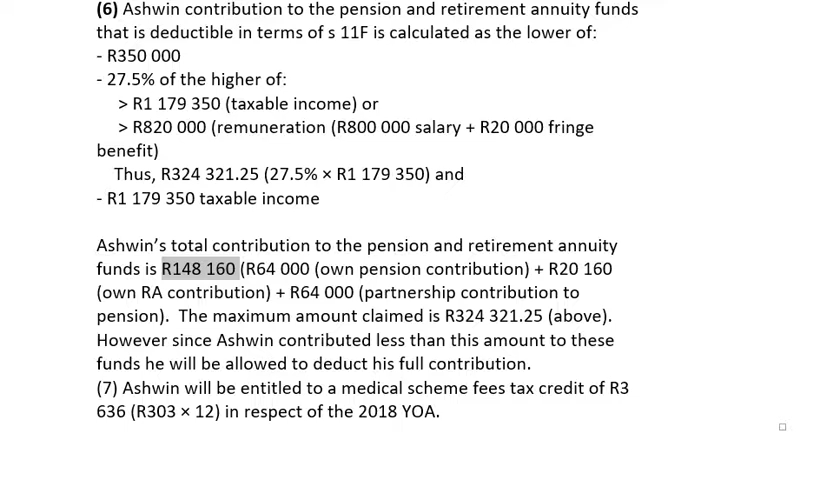 (6) Ashwin contribution to the pension and retirement annuity funds
that is deductible in terms of s 11F is calculated as the lower of:
- R350 000
- 27.5% of the higher of:
> R1 179 350 (taxable income) or
> R820 000 (remuneration (R800 000 salary + R20 000 fringe
benefit)
Thus, R324 321.25 (27.5% × R1 179 350) and
- R1 179 350 taxable income
Ashwin’s total contribution to the pension and retirement annuity
funds is R148 160 (R64 000 (own pension contribution) + R20 160
(own RA contribution) + R64 000 (partnership contribution to
pension).  The maximum amount claimed is R324 321.25 (above).
However since Ashwin contributed less than this amount to these
funds he will be allowed to deduct his full contribution.
(7) Ashwin will be entitled to a medical scheme fees tax credit of R3
636 (R303 × 12) in respect of the 2018 YOA.